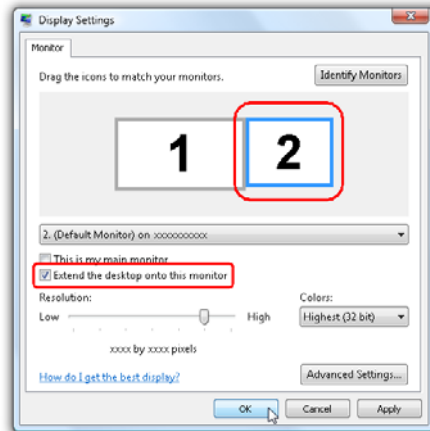 Display Settings
Monitor
Drag the icons to match your monitors.
Identify Monitors
1
2
2. (Default Monitor) on xxxxxxxxxx
This is my main monitor
Extend the desktop onto this monitor
Resolution:
Colors:
Low
High
Highest (32 bit)
xxxx by xxxx pixels
How do I get the best display?
Advanced Settings...
OK
Cancel
Apply